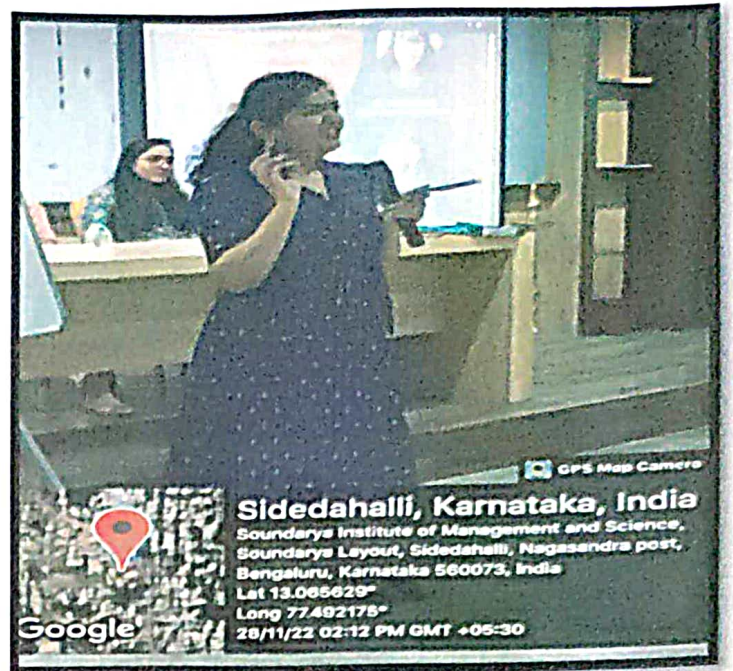 GPS Map Camera
Sidedahalli, Karnataka, India
Soundarya Institute of Management and Science,
Soundarya Layout, Sidedahalli, Nagasandra post,
Bengaluru, Karnataka 560073, India
Lat 13.065629°
Long 77.492175°
28/11/22 02:12 PM GMT +05:30
Google